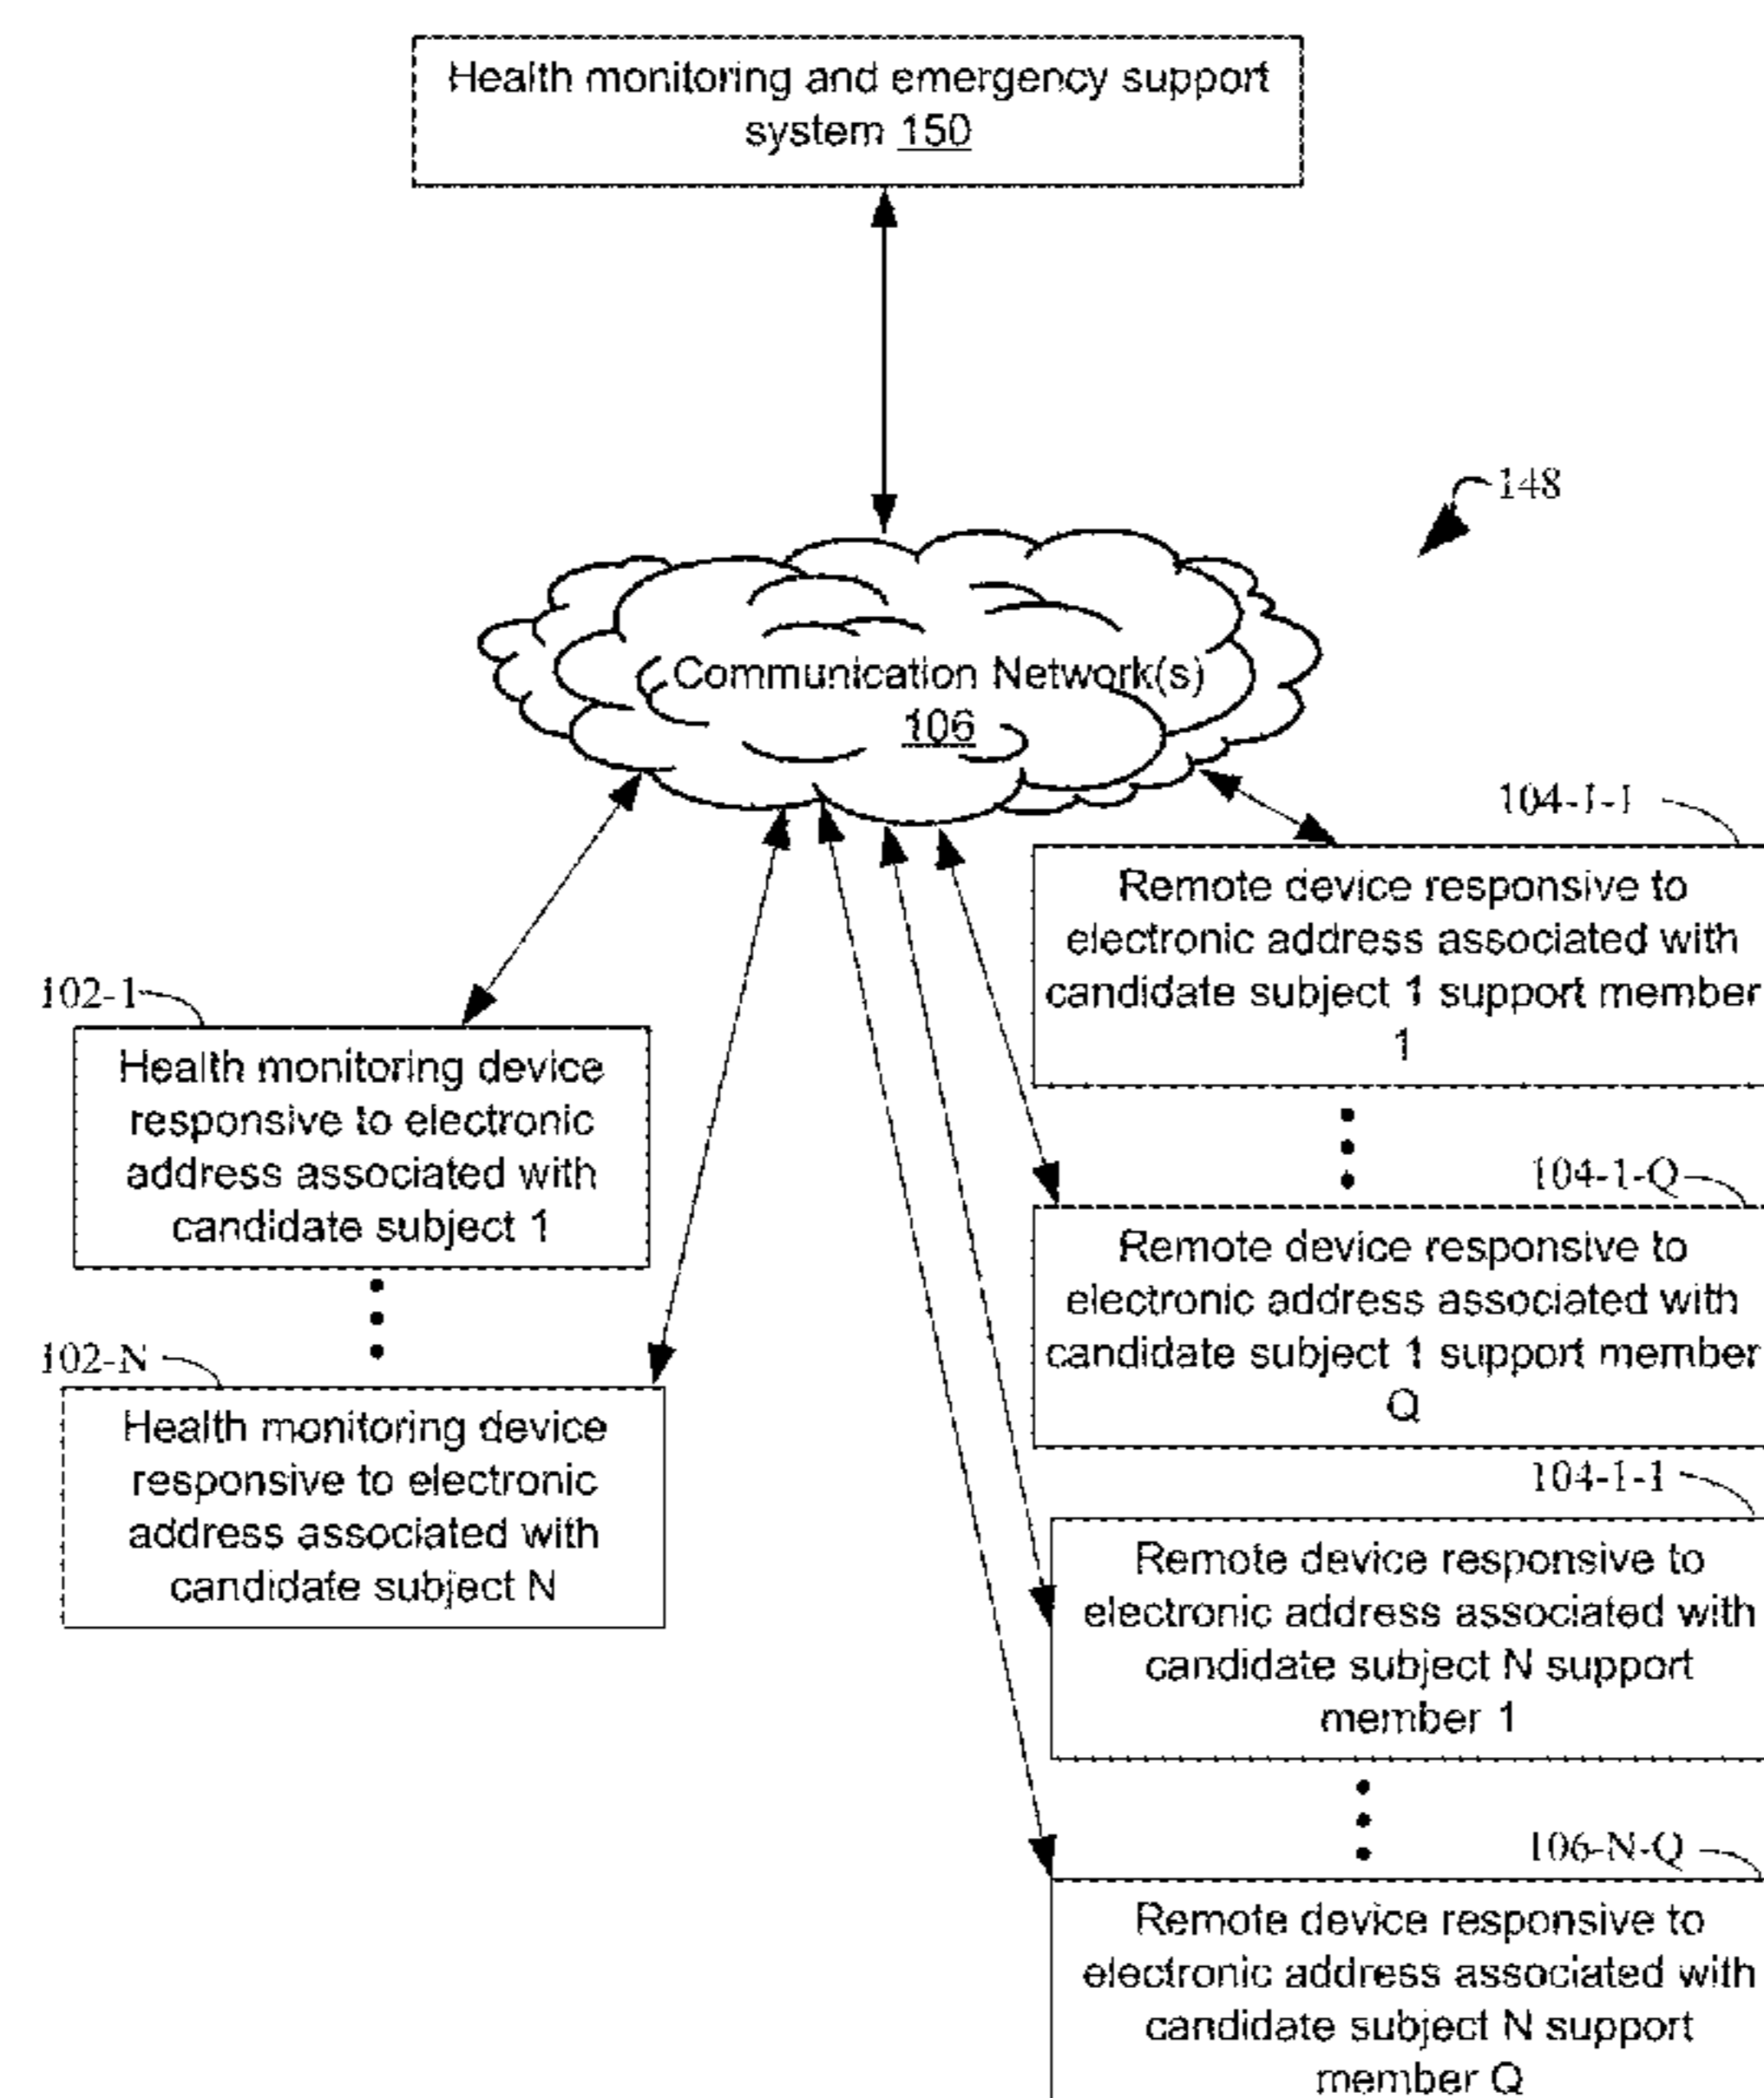 Health monitoring and emergency support
system 150
148
Communication Network(s)
106
104-1-1
Remote device responsive to
electronic address associated with
candidate subject 1 support member
1
102-1
Health monitoring device
responsive to electronic
address associated with
candidate subject 1
104-1-Q
Remote device responsive to
electronic address associated with
candidate subject 1 support member
Q
102-N
Health monitoring device
responsive to electronic
address associated with
candidate subject N
104-1-1
Remote device responsive to
electronic address associated with
candidate subject N support
member 1
106-N-Q
Remote device responsive to
electronic address associated with
candidate subject N support
member Q